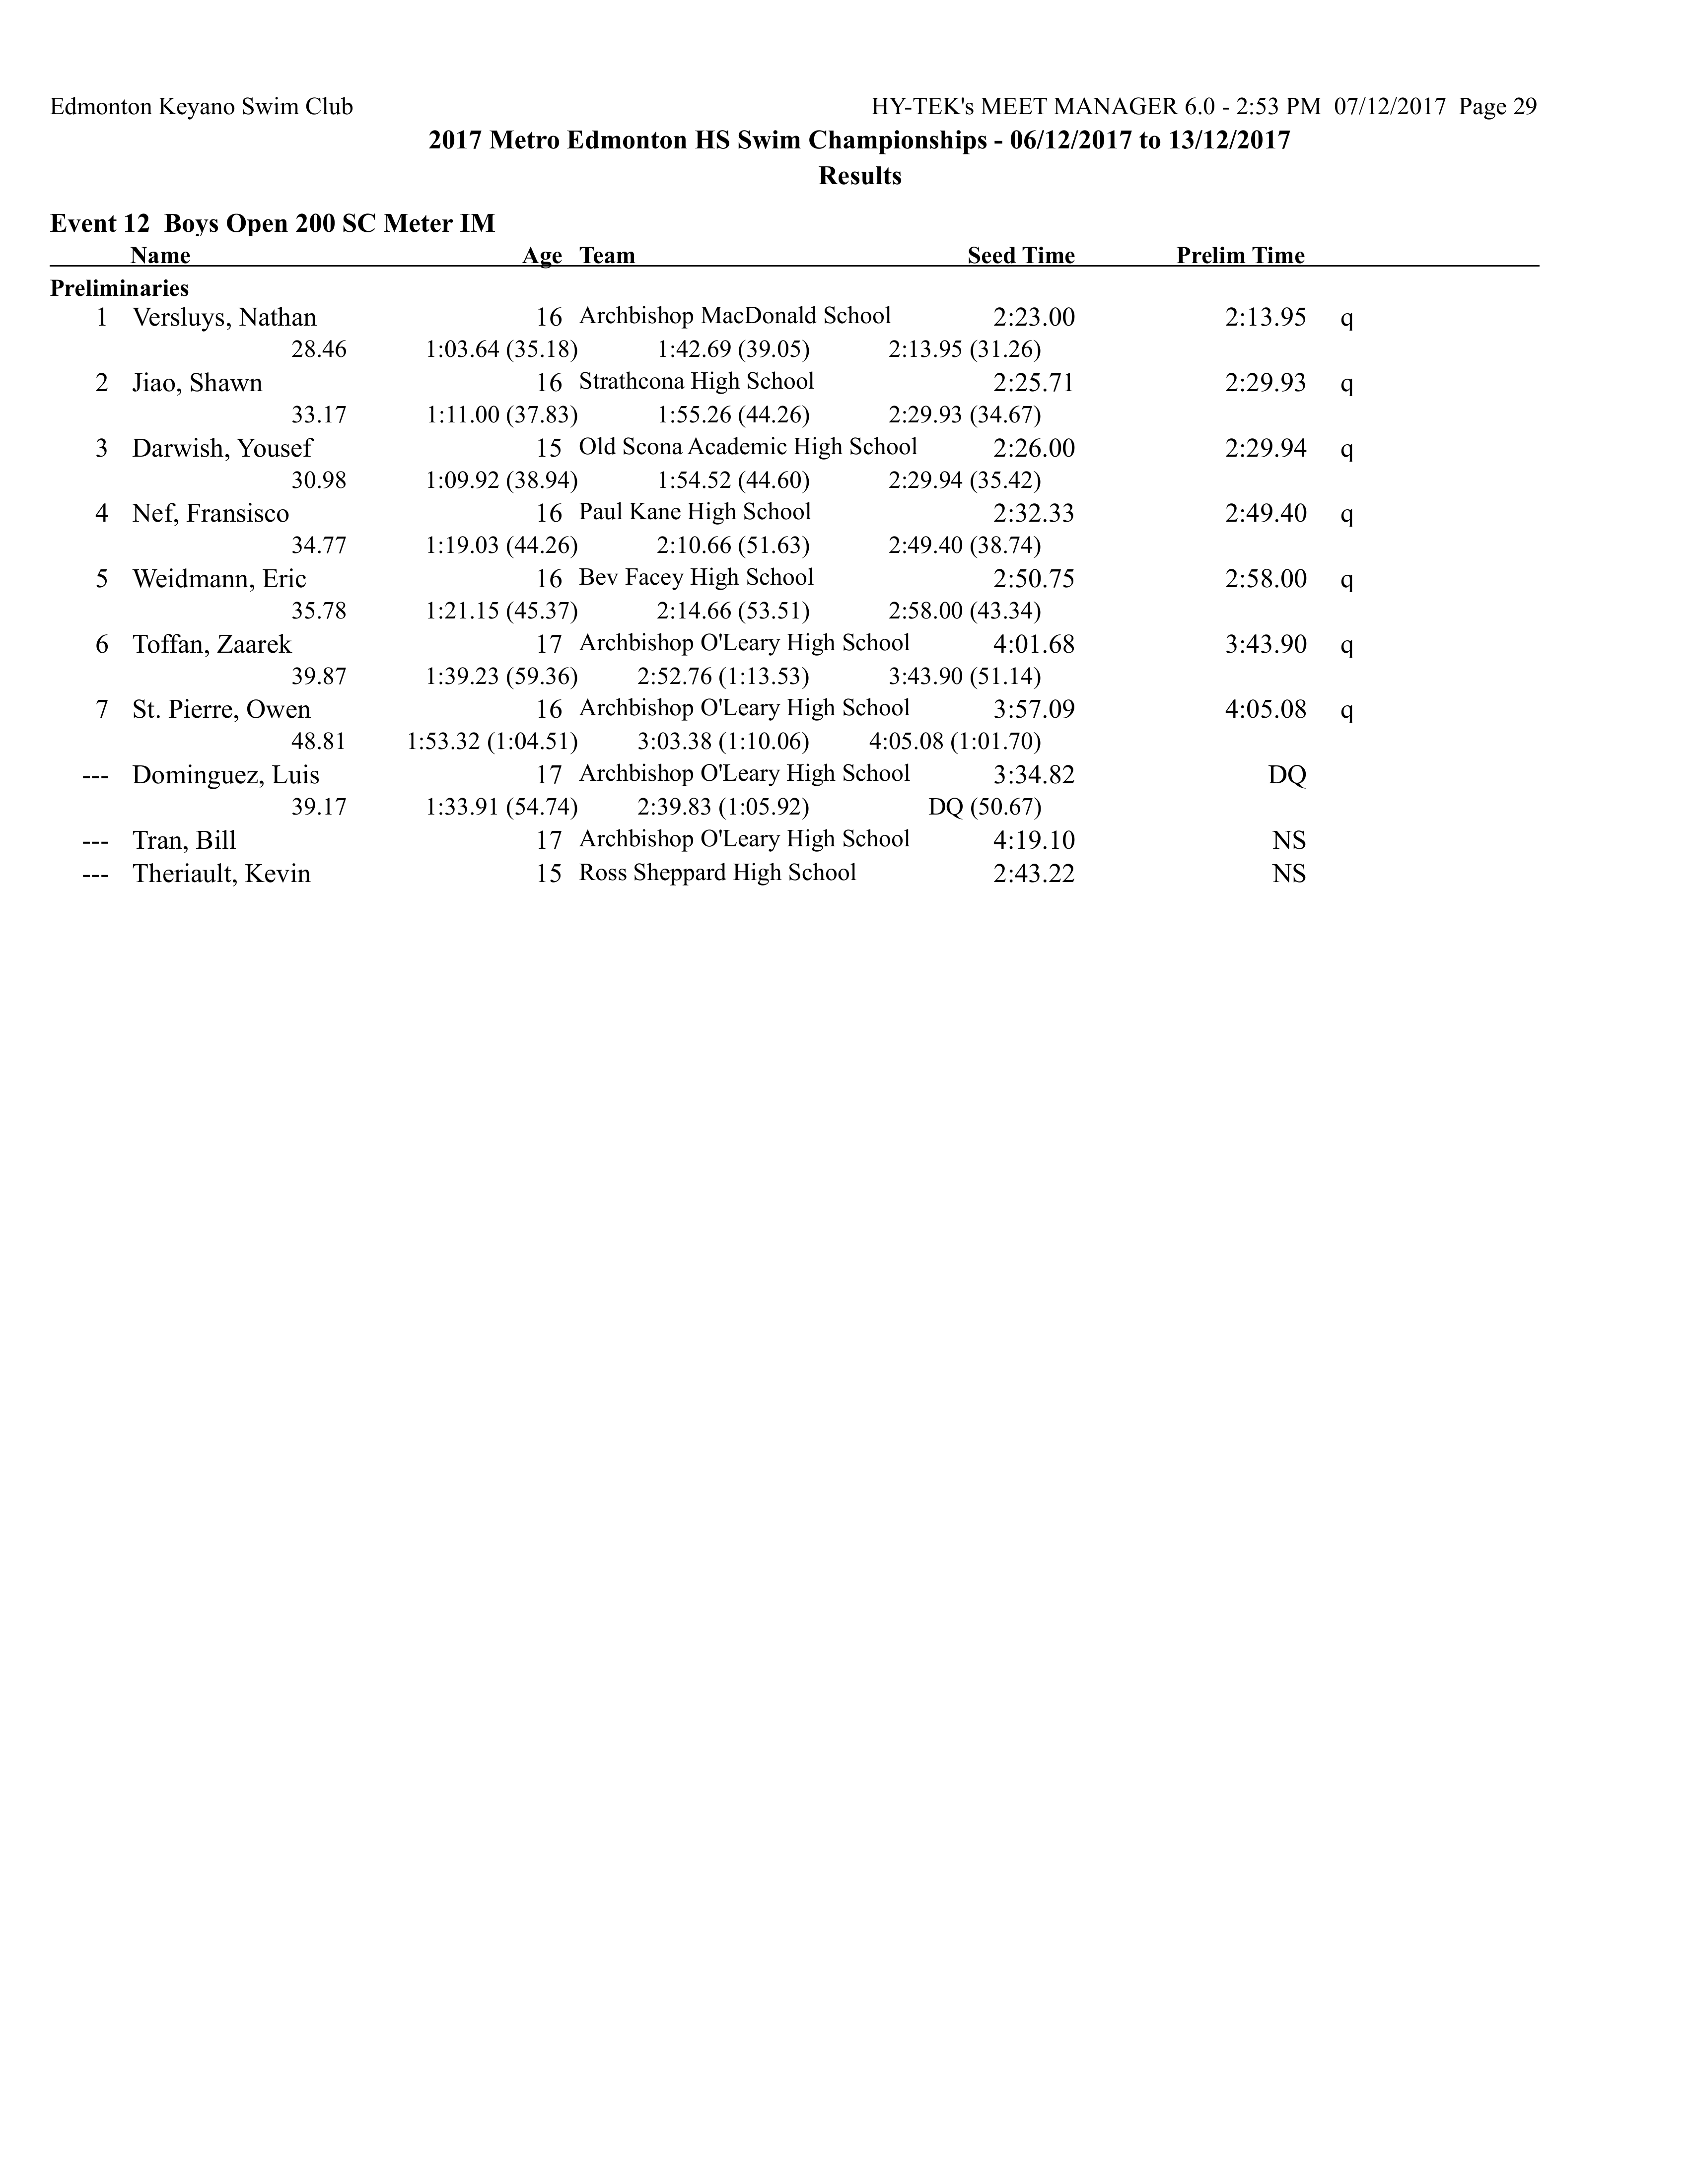 Edmonton Keyano Swim Club HY-TEK's MEET MANAGER 6.0 - 2:53 PM 07/12/2017 Page 29
2017 Metro Edmonton HS Swim Championships - 06/12/2017 to 13/12/2017
Results
Event 12 Boys Open 200 SC Meter IM
Name Age Team Seed Time Prelim Time
Preliminaries
1 Versluys, Nathan 16 Archbishop MacDonald School 2:23.00 2:13.95 q
28.46 1:03.64 (35.18) 1:42.69 (39.05) 2:13.95 (31.26)
2 Jiao, Shawn 16 Strathcona High School 2:25.71 2:29.93 q
33.17 1:11.00 (37.83) 1:55.26 (44.26) 2:29.93 (34.67)
3 Darwish, Yousef 15 Old Scona Academic High School 2:26.00 2:29.94 q
30.98 1:09.92 (38.94) 1:54.52 (44.60) 2:29.94 (35.42)
4 Nef, Fransisco 16 Paul Kane High School 2:32.33 2:49.40 q
34.77 1:19.03 (44.26) 2:10.66 (51.63) 2:49.40 (38.74)
5 Weidmann, Eric 16 Bev Facey High School 2:50.75 2:58.00 q
35.78 1:21.15 (45.37) 2:14.66 (53.51) 2:58.00 (43.34)
6 Toffan, Zaarek 17 Archbishop O'Leary High School 4:01.68 3:43.90 q
39.87 1:39.23 (59.36) 2:52.76 (1:13.53) 3:43.90 (51.14)
7 St. Pierre, Owen 16 Archbishop O'Leary High School 3:57.09 4:05.08 q
48.81 1:53.32 (1:04.51) 3:03.38 (1:10.06) 4:05.08 (1:01.70)
--- Dominguez, Luis 17 Archbishop O'Leary High School 3:34.82 DQ
39.17 1:33.91 (54.74) 2:39.83 (1:05.92) DQ (50.67)
--- Tran, Bill 17 Archbishop O'Leary High School 4:19.10 NS
--- Theriault, Kevin 15 Ross Sheppard High School 2:43.22 NS